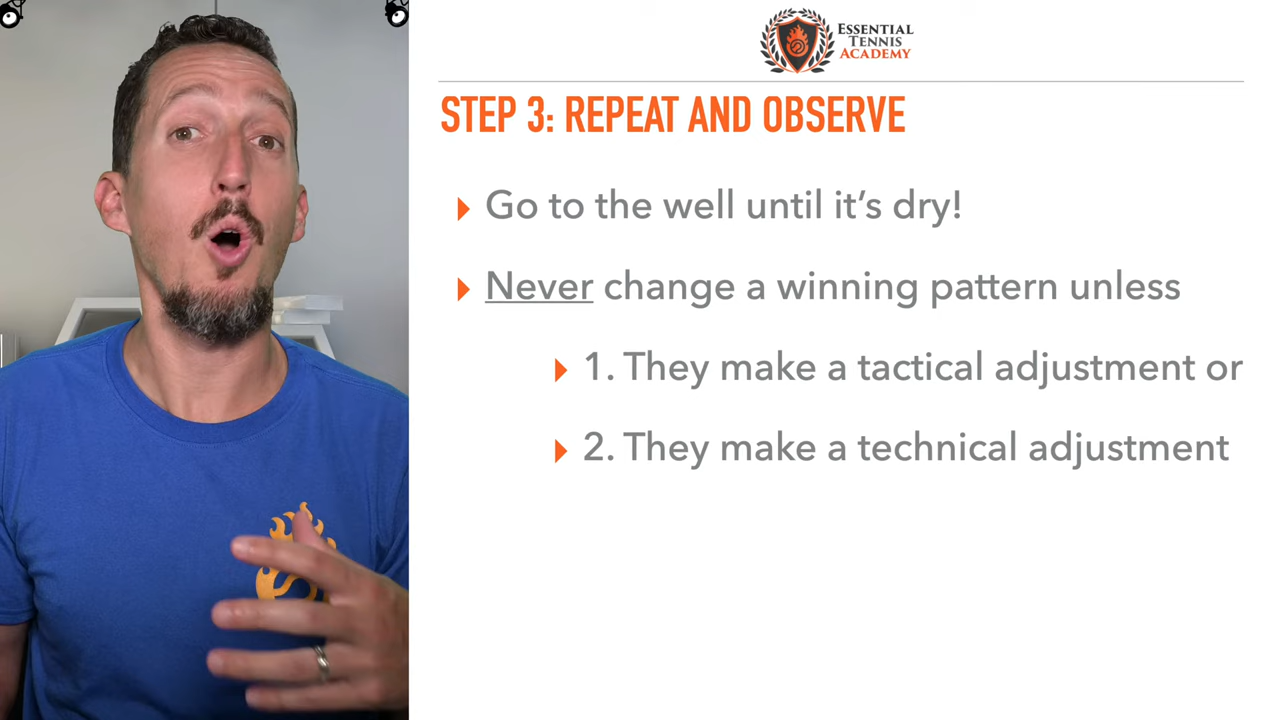 ESSENTIAL
TENNIS
ACADEMY
STEP 3: REPEAT AND OBSERVE
Go to the well until it’s dry!
Never change a winning pattern unless
1. They make a tactical adjustment or
2. They make a technical adjustment